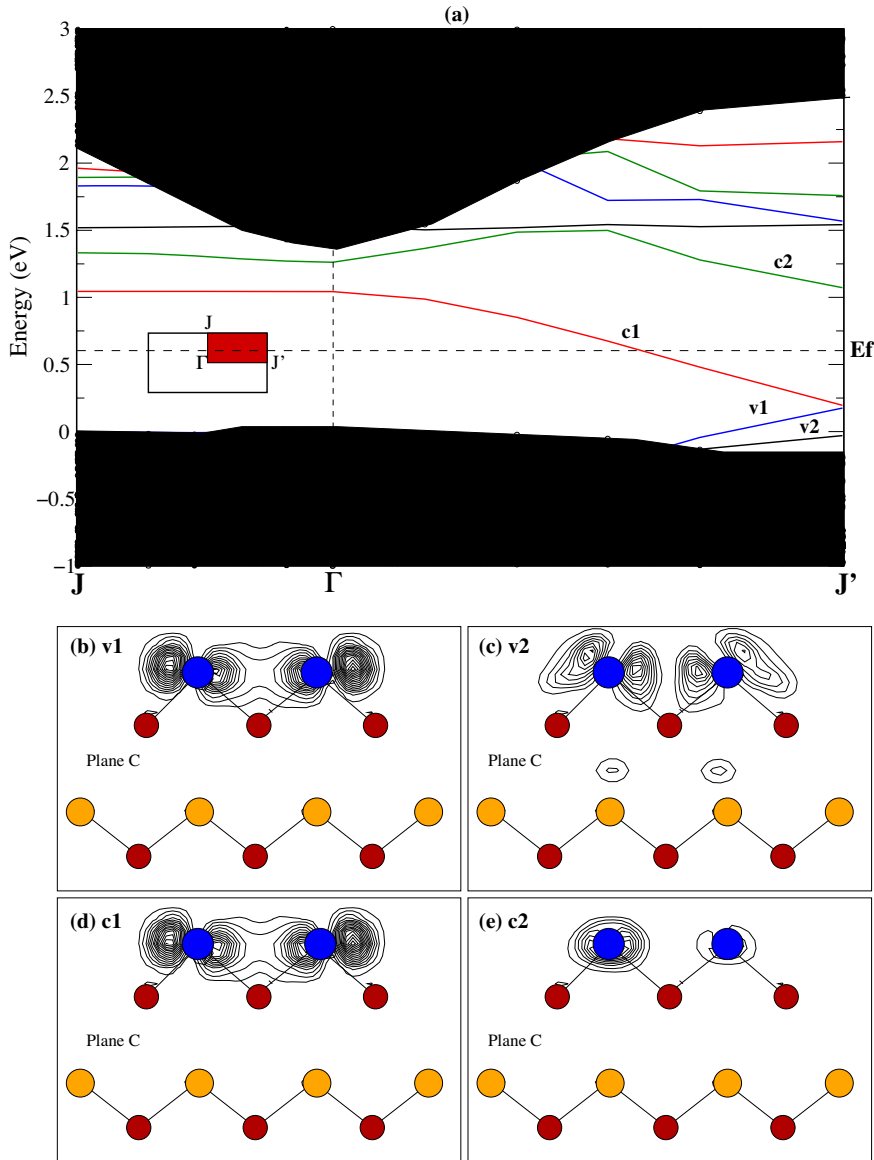 (a)
3
2.5
2
1.5
1
0.5
0
−0.5
−1
Energy (eV)
c2
c1
Ef
v1
v2
J
Γ
J’
J
Γ
J’
(b) v1
Plane C
(c) v2
Plane C
(d) c1
Plane C
(e) c2
Plane C